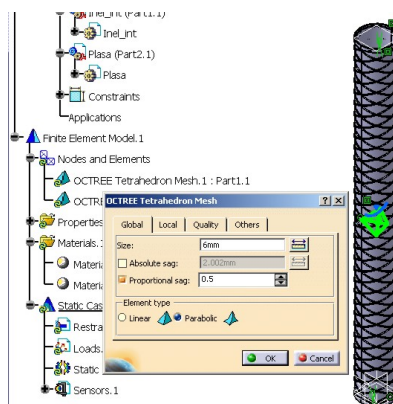 Inel_int (Part1.1)
Inel_int
Plasa (Part2.1)
Plasa
Constraints
Applications
Finite Element Model.1
Nodes and Elements
OCTREE Tetrahedron Mesh.1 : Part1.1
OCTRE
OCTREE Tetrahedron Mesh
Global Local Quality Others
Properties
Size: 6mm
Absolute sag: 2.002mm
Materials.1
Proportional sag: 0.5
Materi
Materi
Element type
Static Cas
Linear Parabolic
Restra
Loads.
OK Cancel
Static
Sensors.1